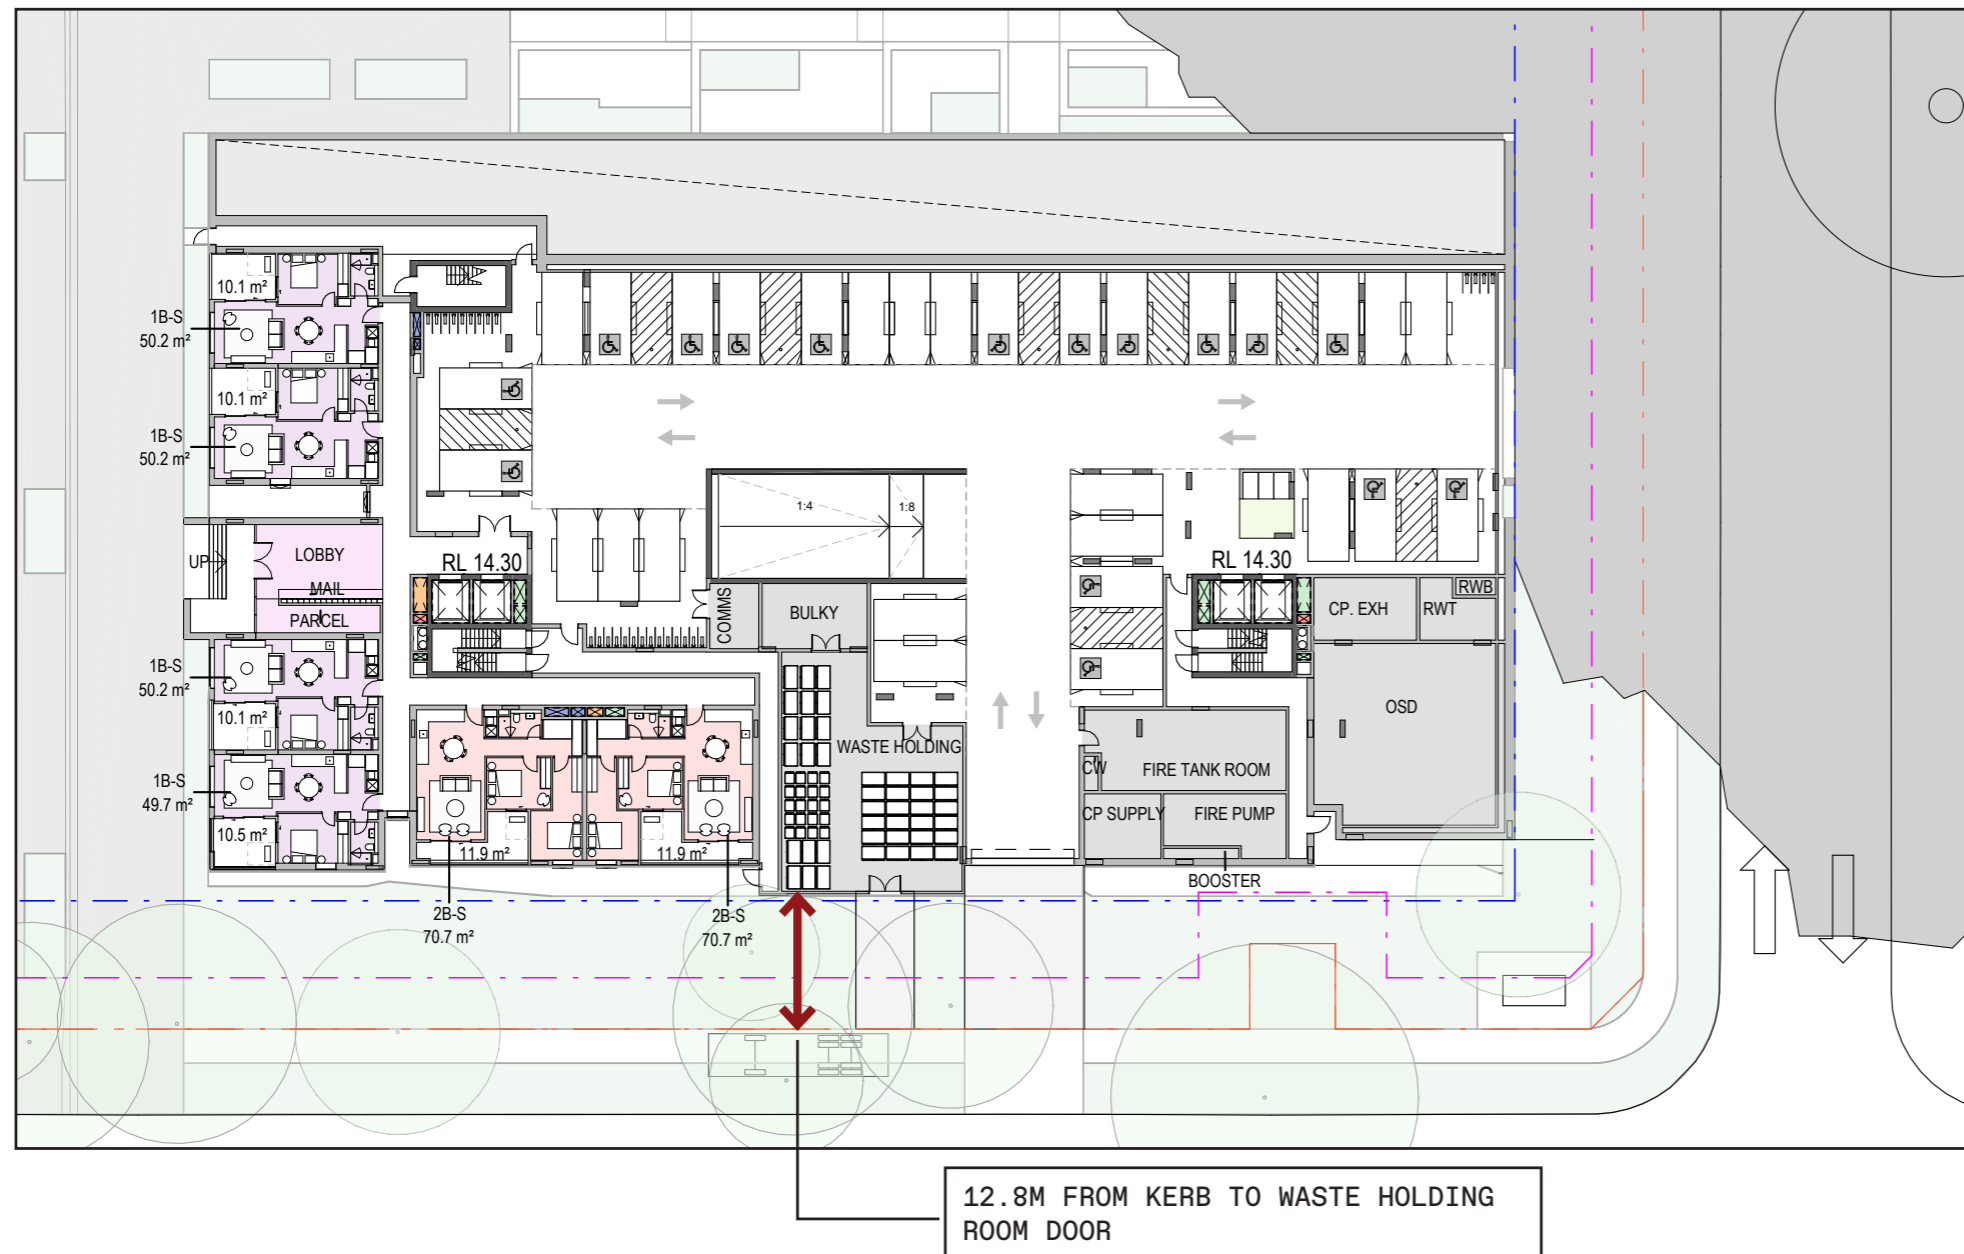 10.1 m²
1B-S
50.2 m²
10.1 m²
1B-S
50.2 m²
1:4
1:8
UP
LOBBY
MAIL
PARCEL
RL 14.30
RL 14.30
COMMS
BULKY
CP. EXH
RWB
RWT
1B-S
50.2 m²
10.1 m²
OSD
WASTE HOLDING
1B-S
49.7 m²
CW
FIRE TANK ROOM
CP SUPPLY
FIRE PUMP
10.5 m²
11.9 m²
11.9 m²
BOOSTER
2B-S
70.7 m²
2B-S
70.7 m²
12.8M FROM KERB TO WASTE HOLDING
ROOM DOOR